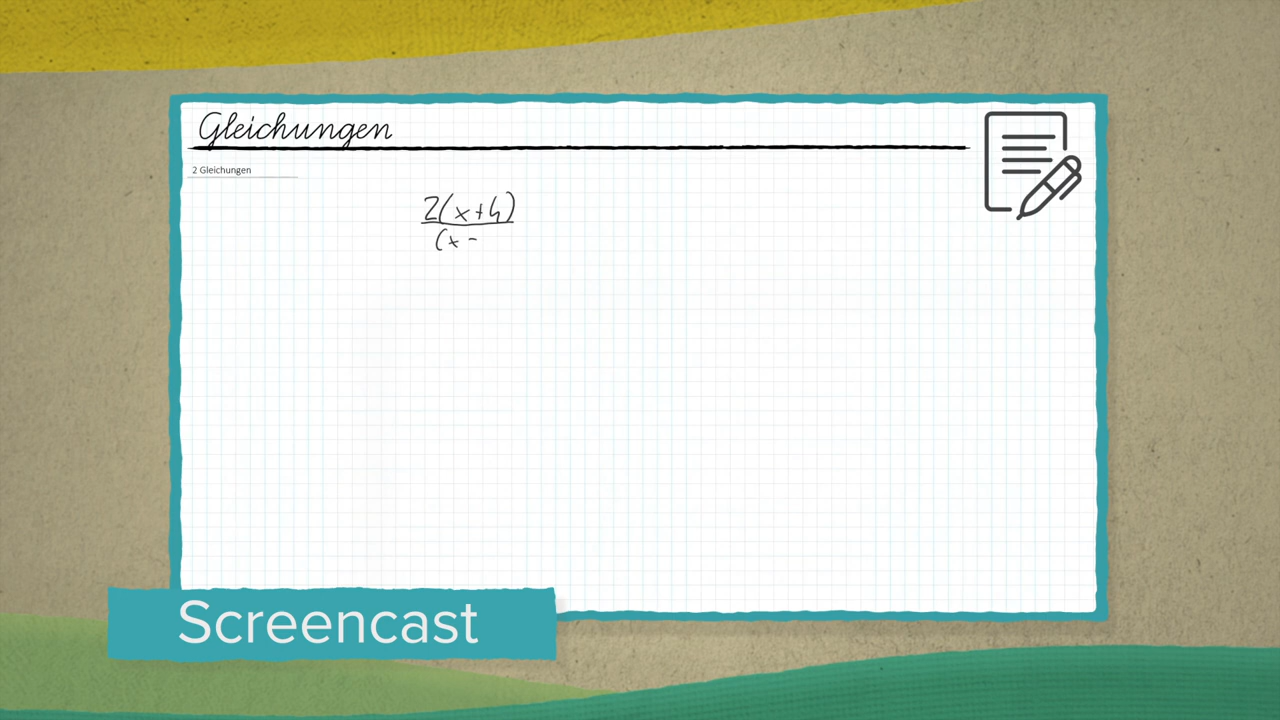 Gleichungen
2 Gleichungen
2(x+4)
(x -
Screencast